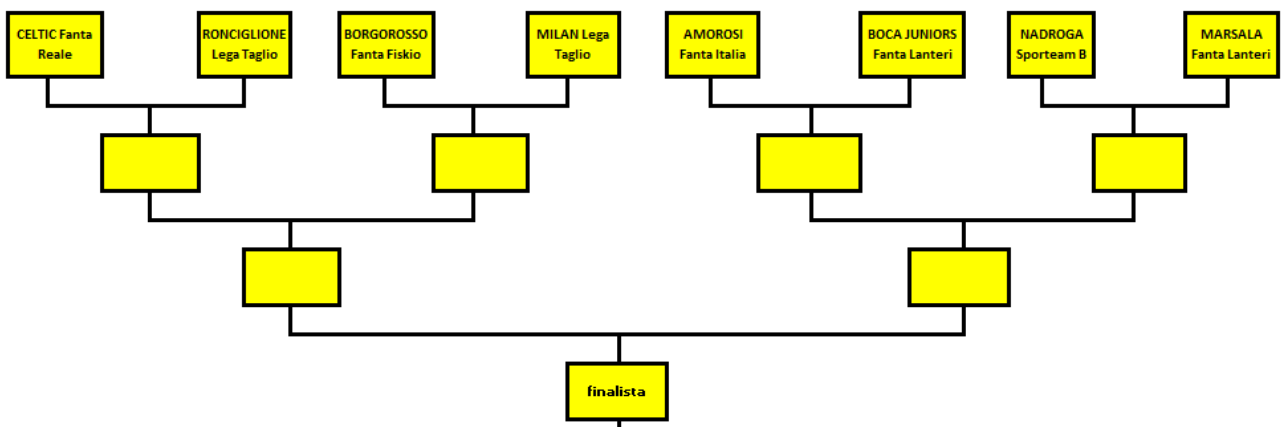 CELTIC Fanta
Reale
RONCIGLIONE
Lega Taglio
BORGOROSSO
Fanta Fiskio
MILAN Lega
Taglio
AMOROSI
Fanta Italia
BOCA JUNIORS
Fanta Lanteri
NADROGA
Sporteam B
MARSALA
Fanta Lanteri
finalista